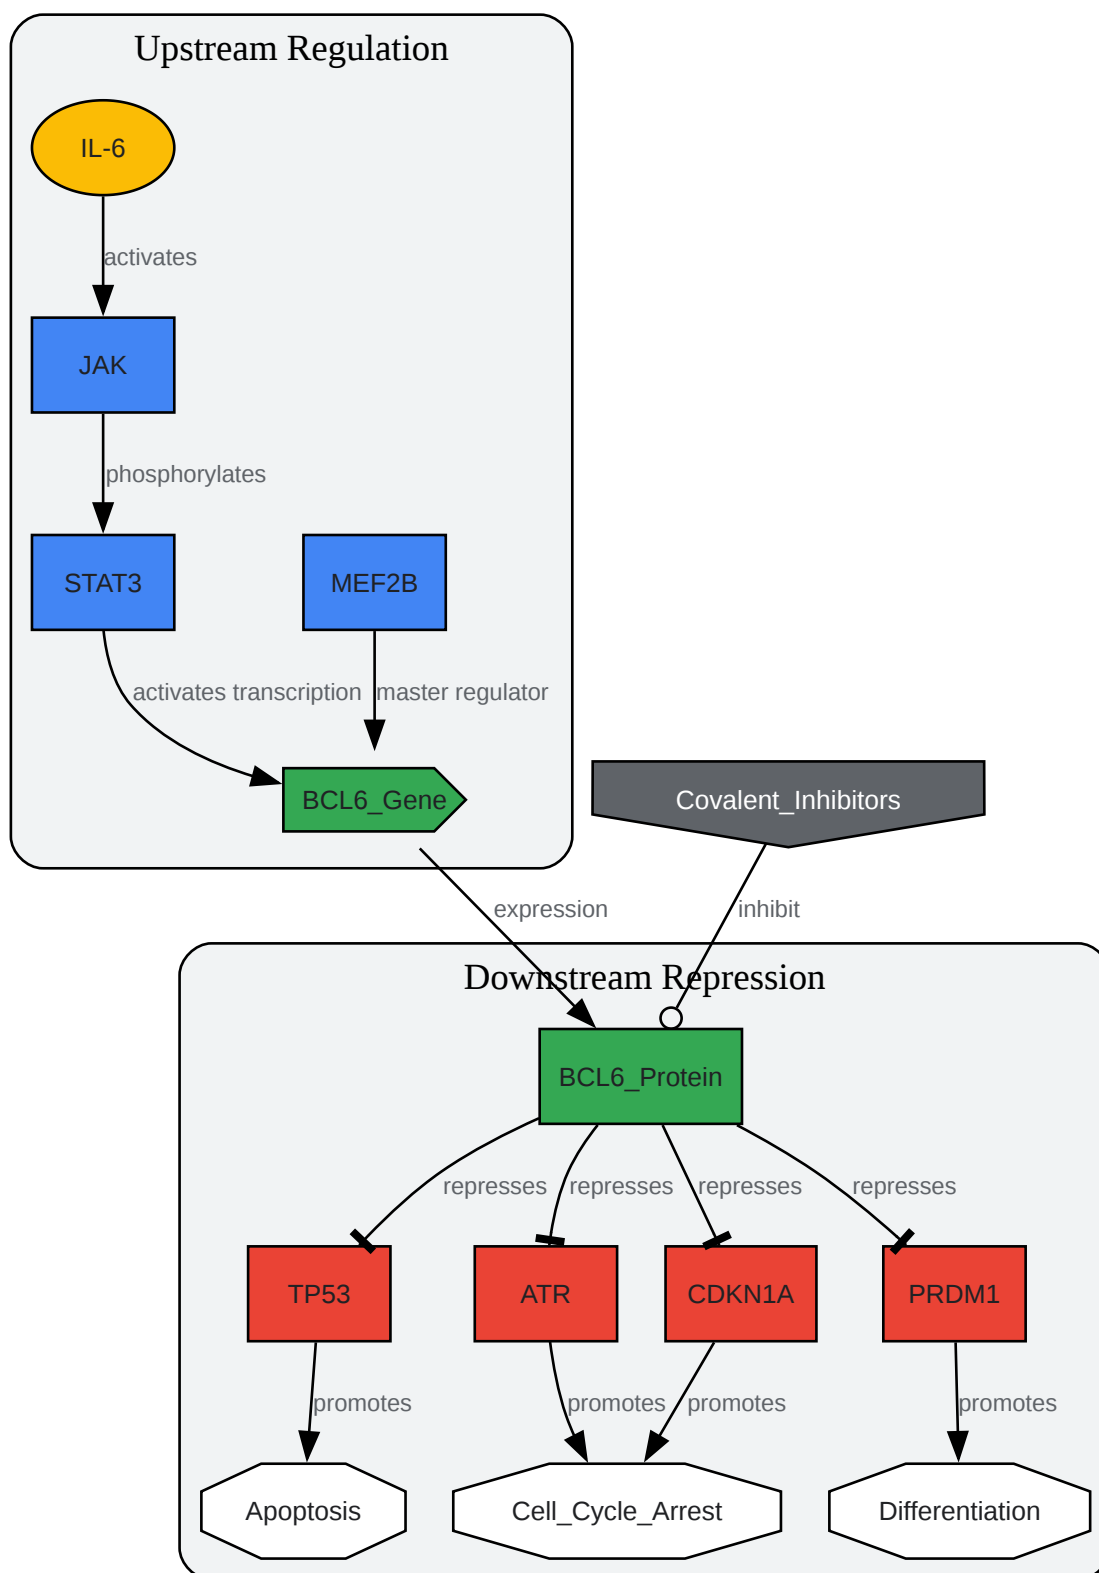 Upstream Regulation
IL-6
activates
JAK
phosphorylates
STAT3
MEF2B
activates transcription
master regulator
BCL6_Gene
Covalent_Inhibitors
expression
inhibit
Downstream Repression
BCL6_Protein
represses
represses
represses
represses
TP53
ATR
CDKN1A
PRDM1
promotes
promotes
promotes
promotes
Apoptosis
Cell_Cycle_Arrest
Differentiation